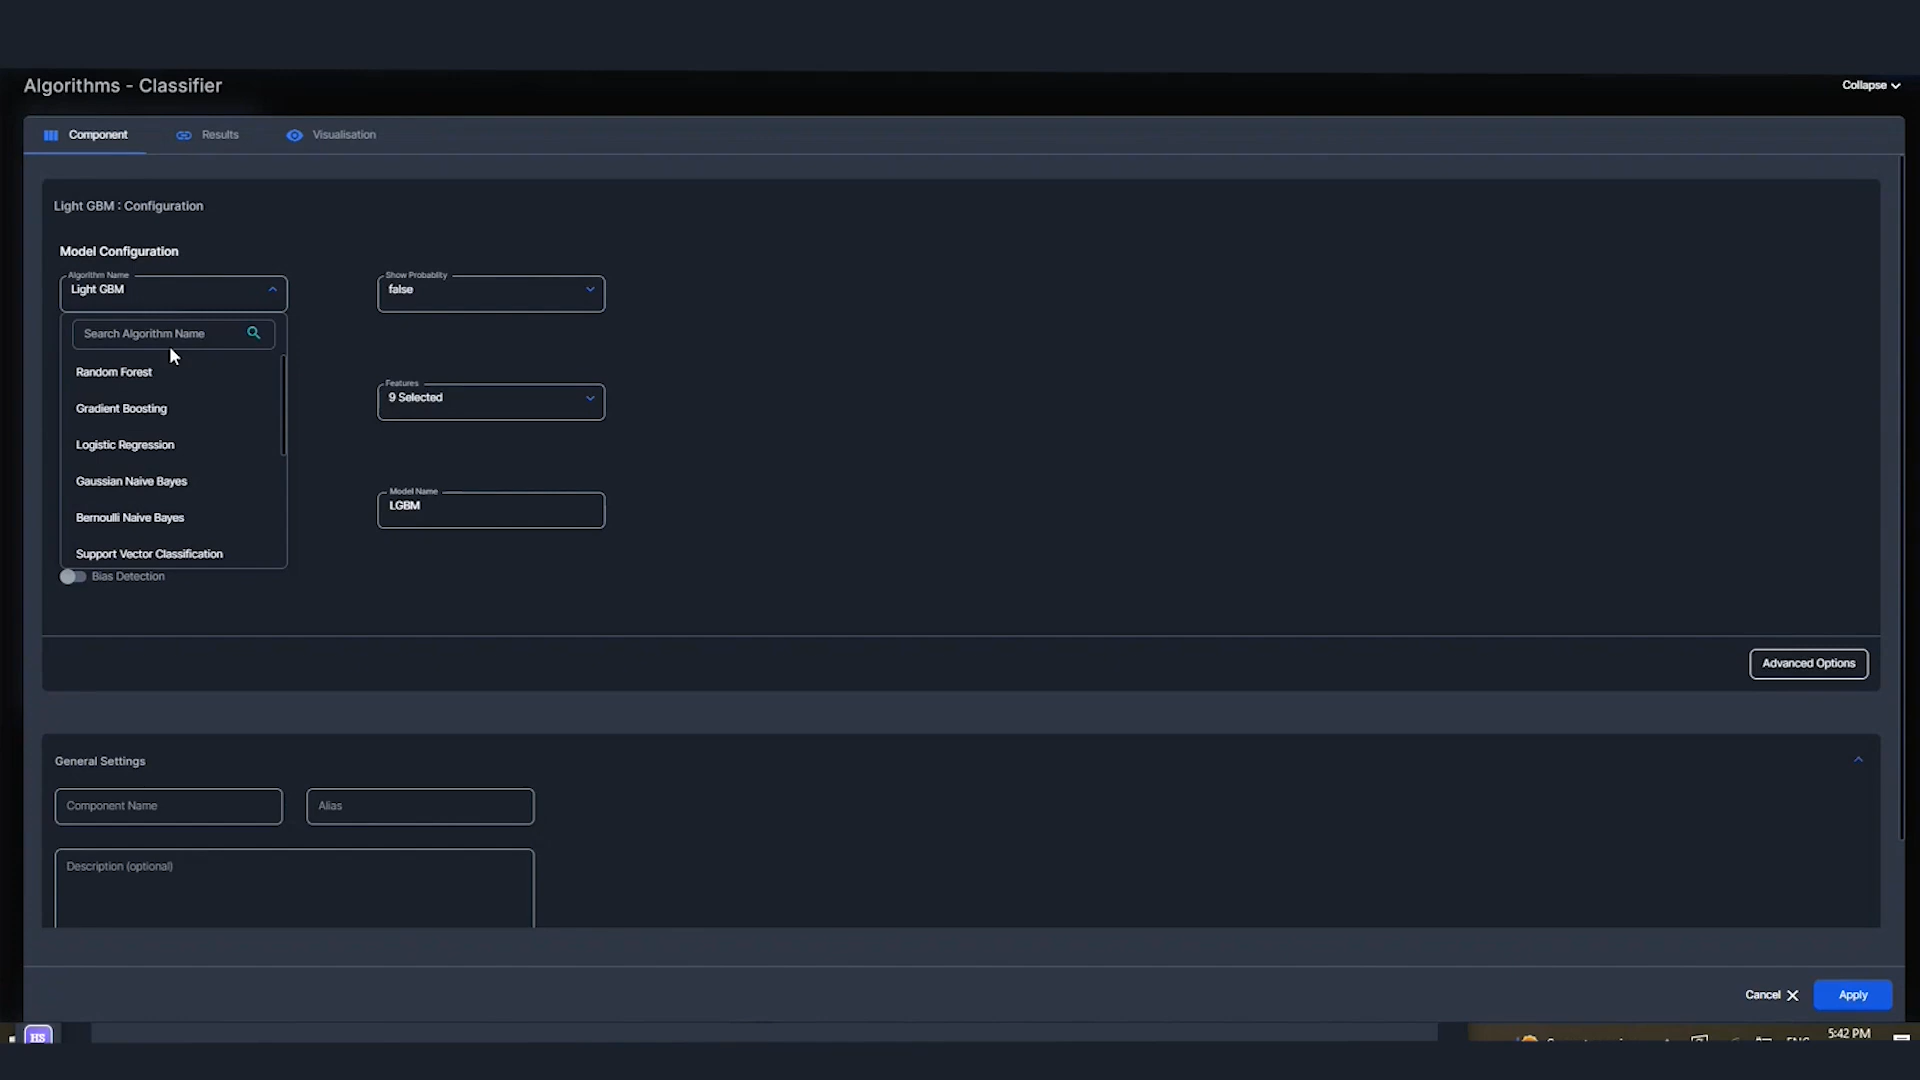 Algorithms - Classifier
Collapse
Component
Results
Visualisation
Light GBM : Configuration
Model Configuration
Algorithm Name
Light GBM
Show Probablity
false
Search Algorithm Name
Random Forest
Gradient Boosting
Logistic Regression
Gaussian Naive Bayes
Bernoulli Naive Bayes
Support Vector Classification
Features
9 Selected
Model Name
LGBM
Bias Detection
Advanced Options
General Settings
Component Name
Alias
Description (optional)
Cancel
Apply
HS
5:42 PM